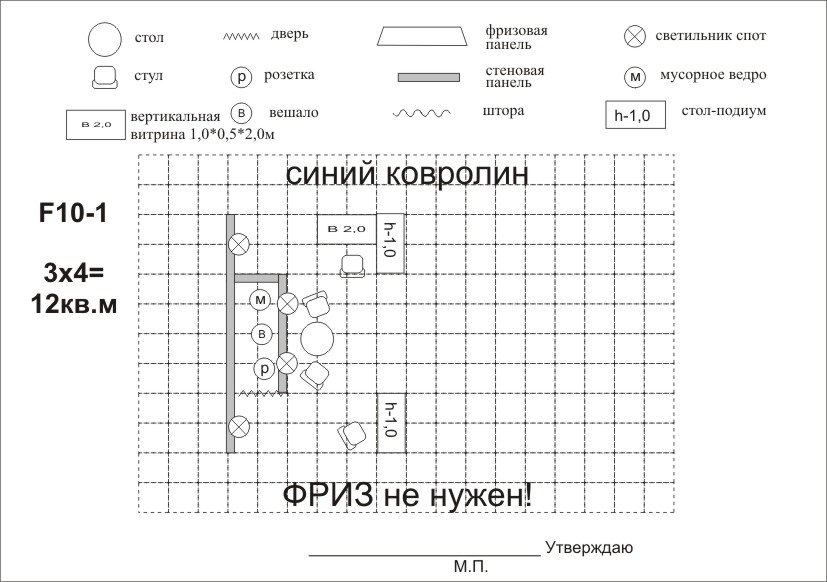 стол
дверь
фризовая
панель
светильник спот
стул
р
розетка
стеновая
панель
м
мусорное ведро
В 2,0
вертикальная
витрина 1,0*0,5*2,0м
в
вешало
штора
h-1,0
стол-подиум
синий ковролин
F10-1
3х4=
12кв.м
В 2,0
h-1,0
м
в
р
h-1,0
ФРИЗ не нужен!
Утверждаю
М.П.